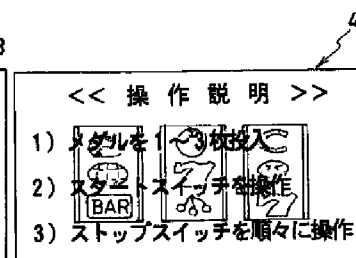 4
8
<< 操作説明 >>
1) メダルを1〜3枚投入
2) スタートスイッチを操作
BAR
3) ストップスイッチを順々に操作